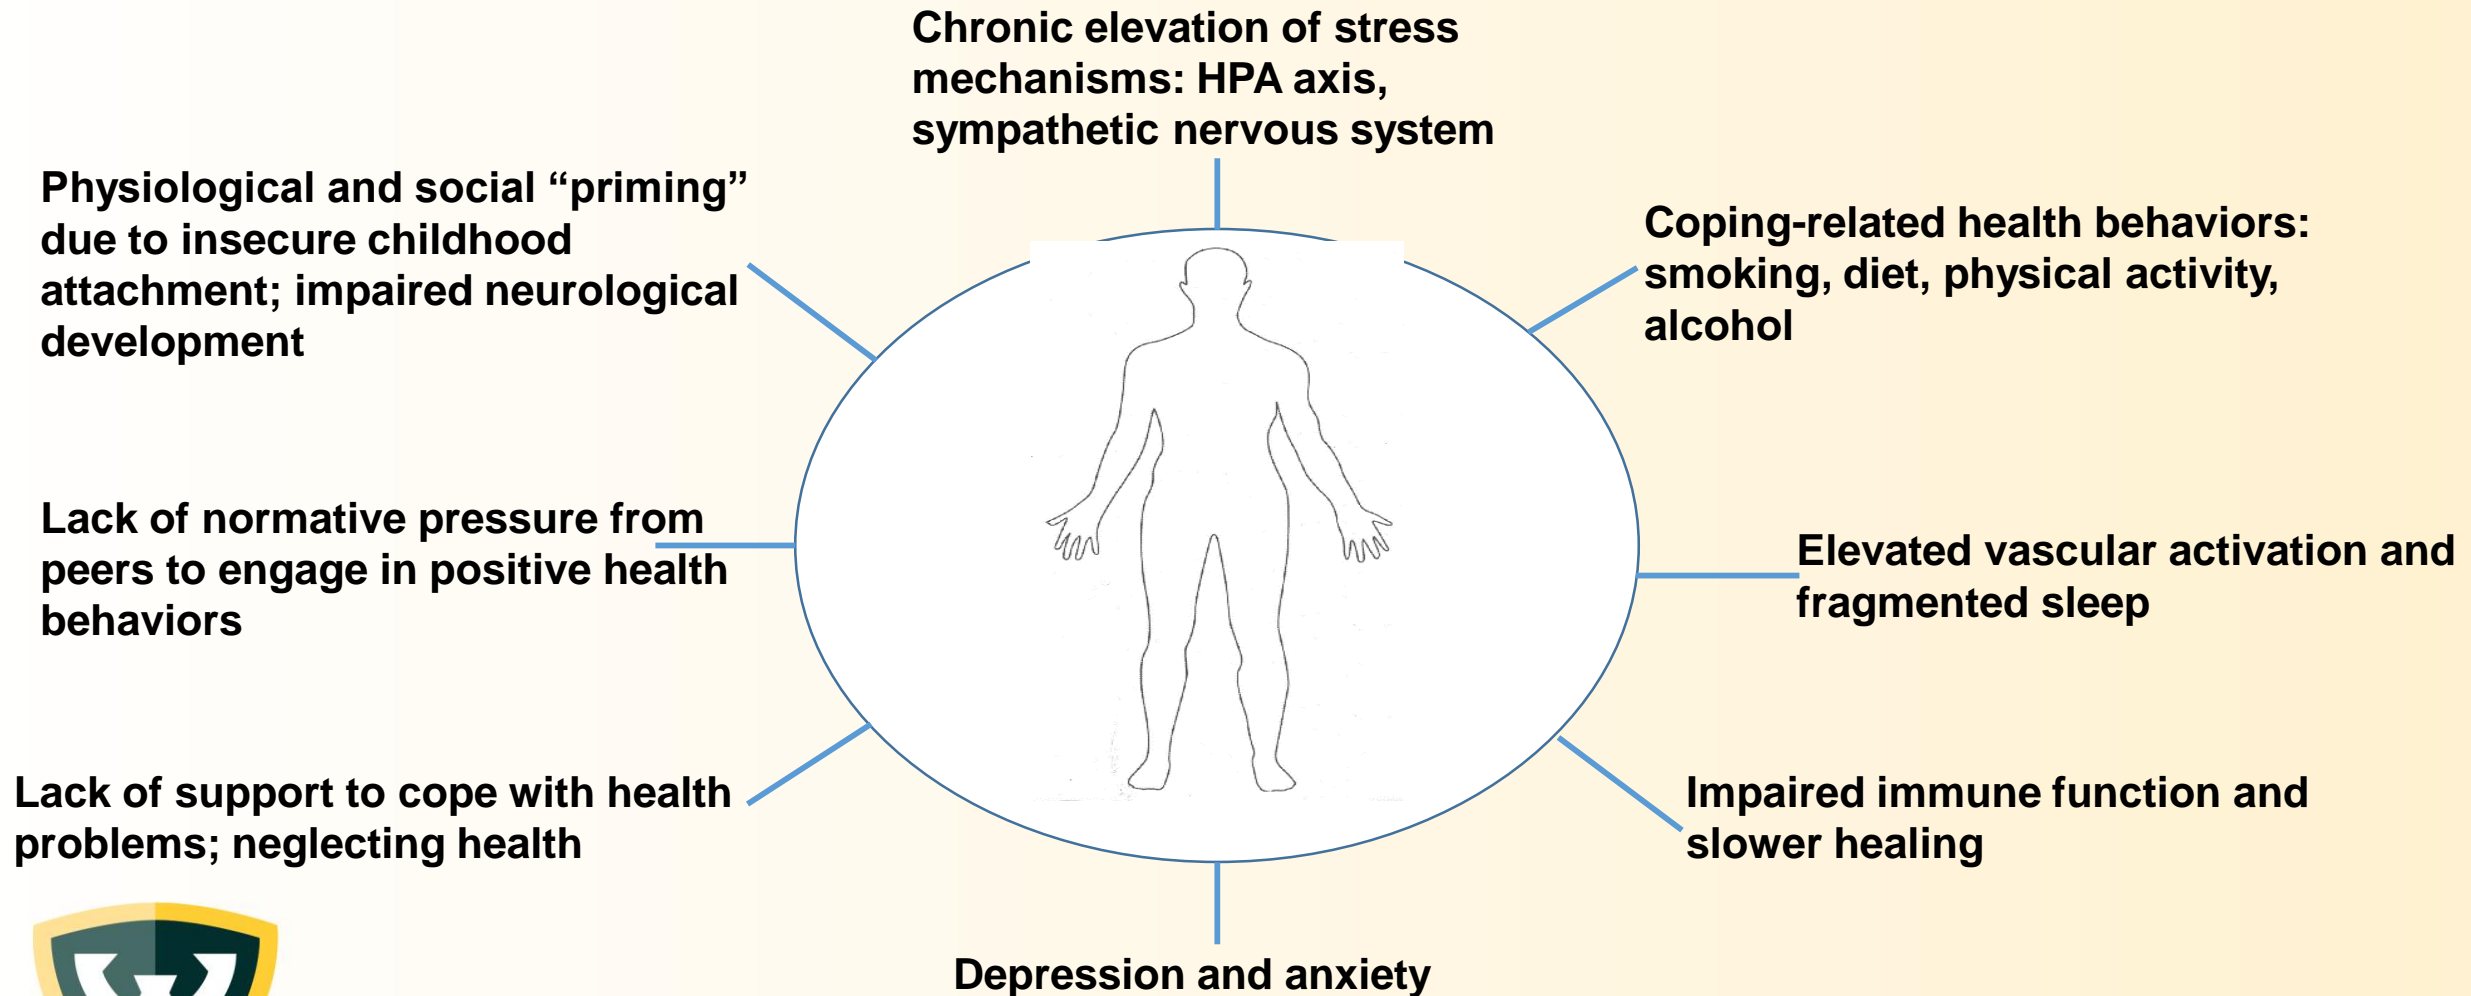 Chronic elevation of stress
mechanisms: HPA axis,
sympathetic nervous system
Physiological and social “priming”
due to insecure childhood
attachment; impaired neurological
development
Coping-related health behaviors:
smoking, diet, physical activity,
alcohol
Lack of normative pressure from
peers to engage in positive health
behaviors
Elevated vascular activation and
fragmented sleep
Lack of support to cope with health
problems; neglecting health
Impaired immune function and
slower healing
Depression and anxiety